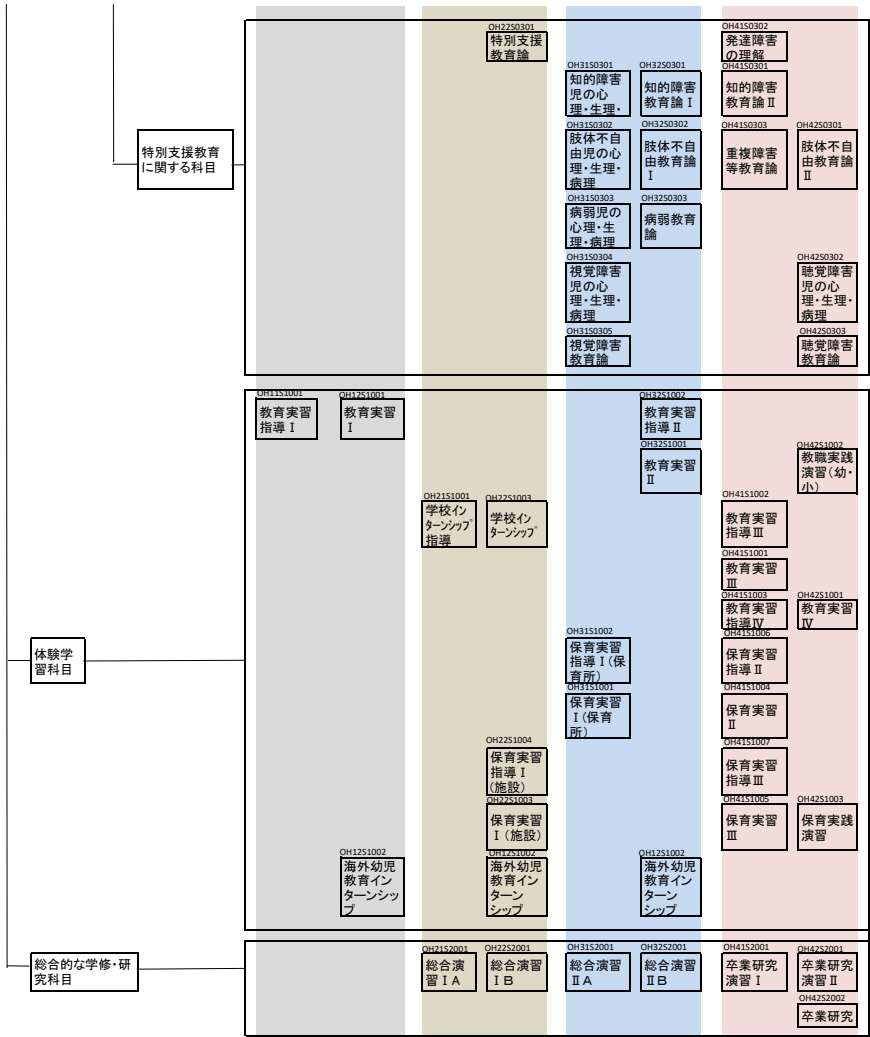 特別支援教育
に関する科目
OH22S0301
特別支援
教育論
OH41S0302
発達障害
の理解
OH31S0301
知的障害
児の心
理・生理・
OH32S0301
知的障害
教育論Ⅰ
OH41S0301
知的障害
教育論Ⅱ
OH31S0302
肢体不自
由児の心
理・生理・
病理
OH32S0302
肢体不自
由教育論
Ⅰ
OH41S0303
重複障害
等教育論
OH42S0301
肢体不自
由教育論
Ⅱ
OH31S0303
病弱児の
心理・生
理・病理
OH32S0303
病弱教育
論
OH31S0304
視覚障害
児の心
理・生理・
病理
OH42S0302
聴覚障害
児の心
理・生理・
病理
OH31S0305
視覚障害
教育論
OH42S0303
聴覚障害
教育論
体験学
習科目
OH11S1001
教育実習
指導Ⅰ
OH12S1001
教育実習
Ⅰ
OH32S1002
教育実習
指導Ⅱ
OH32S1001
教育実習
Ⅱ
OH42S1002
教職実践
演習(幼・
小)
OH21S1001
学校イン
ターンシップ
指導
OH22S1003
学校イン
ターンシップ
OH41S1002
教育実習
指導Ⅲ
OH41S1001
教育実習
Ⅲ
OH41S1003
教育実習
指導Ⅳ
OH42S1001
教育実習
Ⅳ
OH31S1002
保育実習
指導Ⅰ(保
育所)
OH41S1006
保育実習
指導Ⅱ
OH31S1001
保育実習
Ⅰ(保育
所)
OH41S1004
保育実習
Ⅱ
OH22S1004
保育実習
指導Ⅰ
(施設)
OH41S1007
保育実習
指導Ⅲ
OH22S1003
保育実習
Ⅰ(施設)
OH41S1005
保育実習
Ⅲ
OH42S1003
保育実践
演習
OH12S1002
海外幼児
教育イン
ターンシッ
プ
OH12S1002
海外幼児
教育イン
ターン
シップ
OH12S1002
海外幼児
教育イン
ターン
シップ
総合的な学修・研
究科目
OH21S2001
総合演
習ⅠA
OH22S2001
総合演習
ⅠB
OH31S2001
総合演習
ⅡA
OH32S2001
総合演習
ⅡB
OH41S2001
卒業研究
演習Ⅰ
OH42S2001
卒業研究
演習Ⅱ
OH42S2002
卒業研究